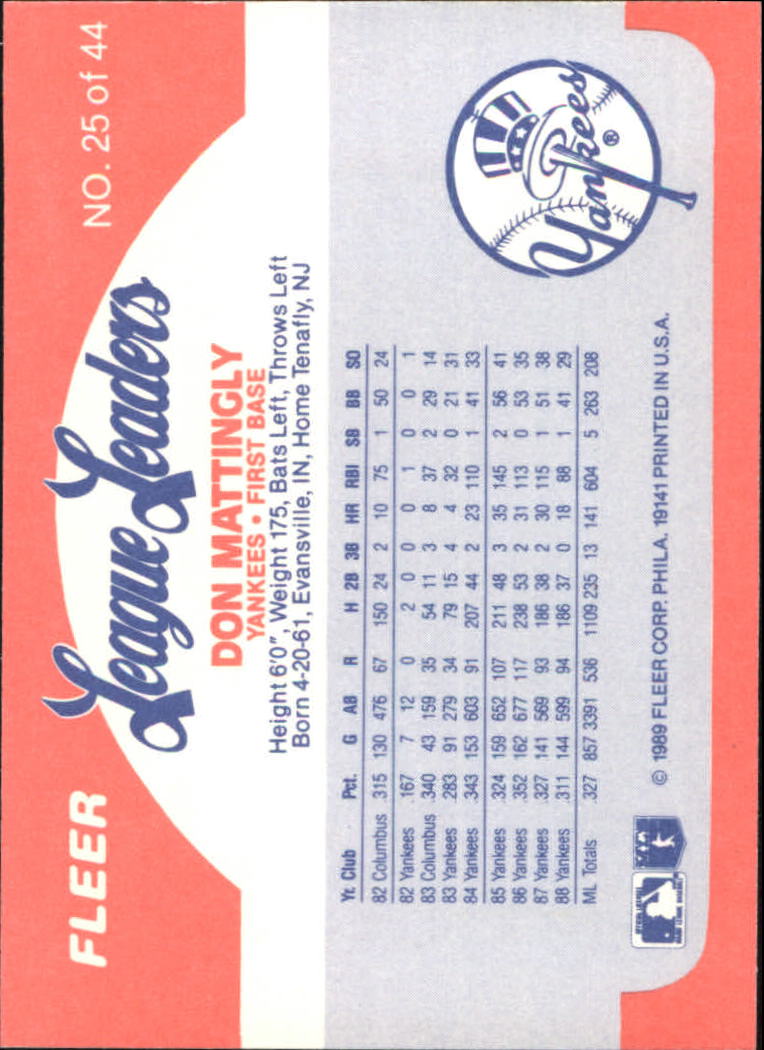 FLEER
NO. 25 of 44
League Leaders
DON MATTINGLY
YANKEES • FIRST BASE
Height 6'0", Weight 175, Bats Left, Throws Left
Born 4-20-61, Evansville, IN, Home Tenafly, NJ
Yr. Club Pct. G AB R H 2B 3B HR RBI SB BB SO
82 Columbus .315 130 476 67 150 24 2 10 75 1 50 24
82 Yankees .167 7 12 0 2 0 0 0 1 0 0 1
83 Columbus .340 43 159 35 54 11 3 8 37 2 29 14
83 Yankees .283 91 279 34 79 15 4 4 32 0 21 31
84 Yankees .343 153 603 91 207 44 2 23 110 1 41 33
85 Yankees .324 159 652 107 211 48 3 35 145 2 56 41
86 Yankees .352 162 677 117 238 53 2 31 113 0 53 35
87 Yankees .327 141 569 93 186 38 2 30 115 1 51 38
88 Yankees .311 144 599 94 186 37 0 18 88 1 41 29
ML Totals .327 857 3391 536 1109 235 13 141 604 5 263 208
Yankees ®
© 1989 FLEER CORP. PHILA. 19141 PRINTED IN U.S.A.